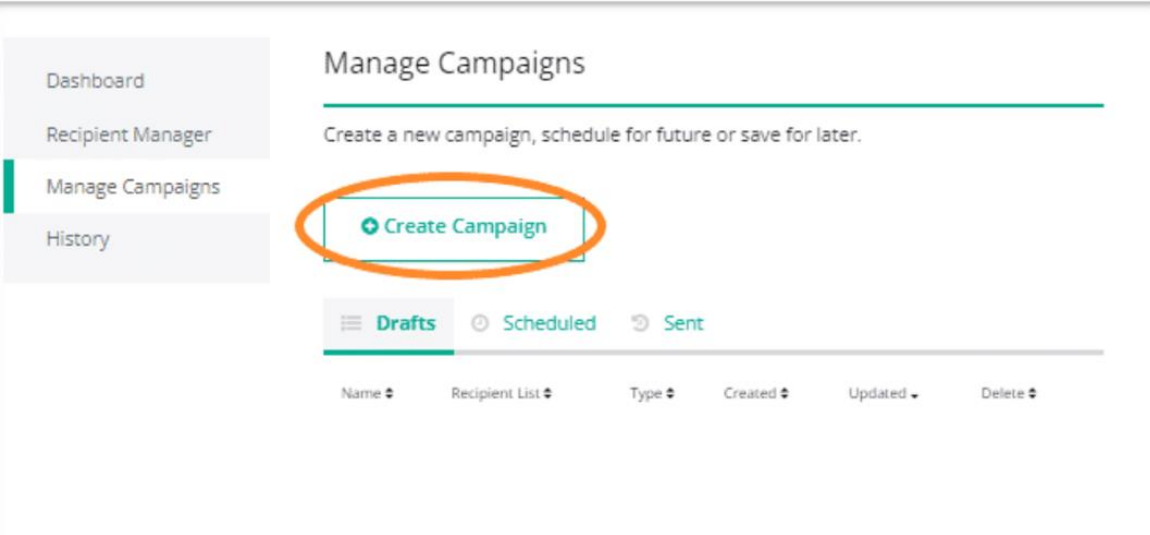 Dashboard
Recipient Manager
Manage Campaigns
History
Manage Campaigns
Create a new campaign, schedule for future or save for later.
Create Campaign
Drafts Scheduled Sent
Name Recipient List Type Created Updated Delete